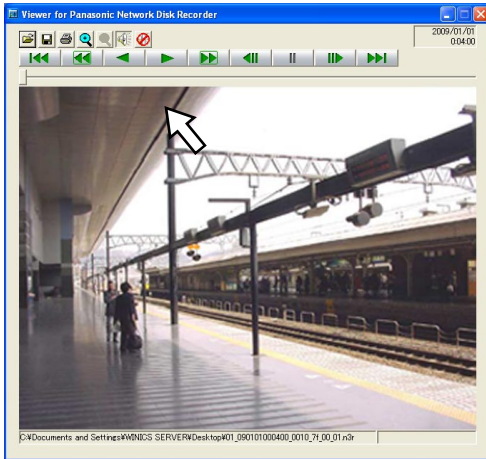 Viewer for Panasonic Network Disk Recorder
2009/01/01
0:04:00
C:¥Documents and Settings¥WINICS SERVER¥Desktop¥01_090101000400_0010_7f_00_01.n3r